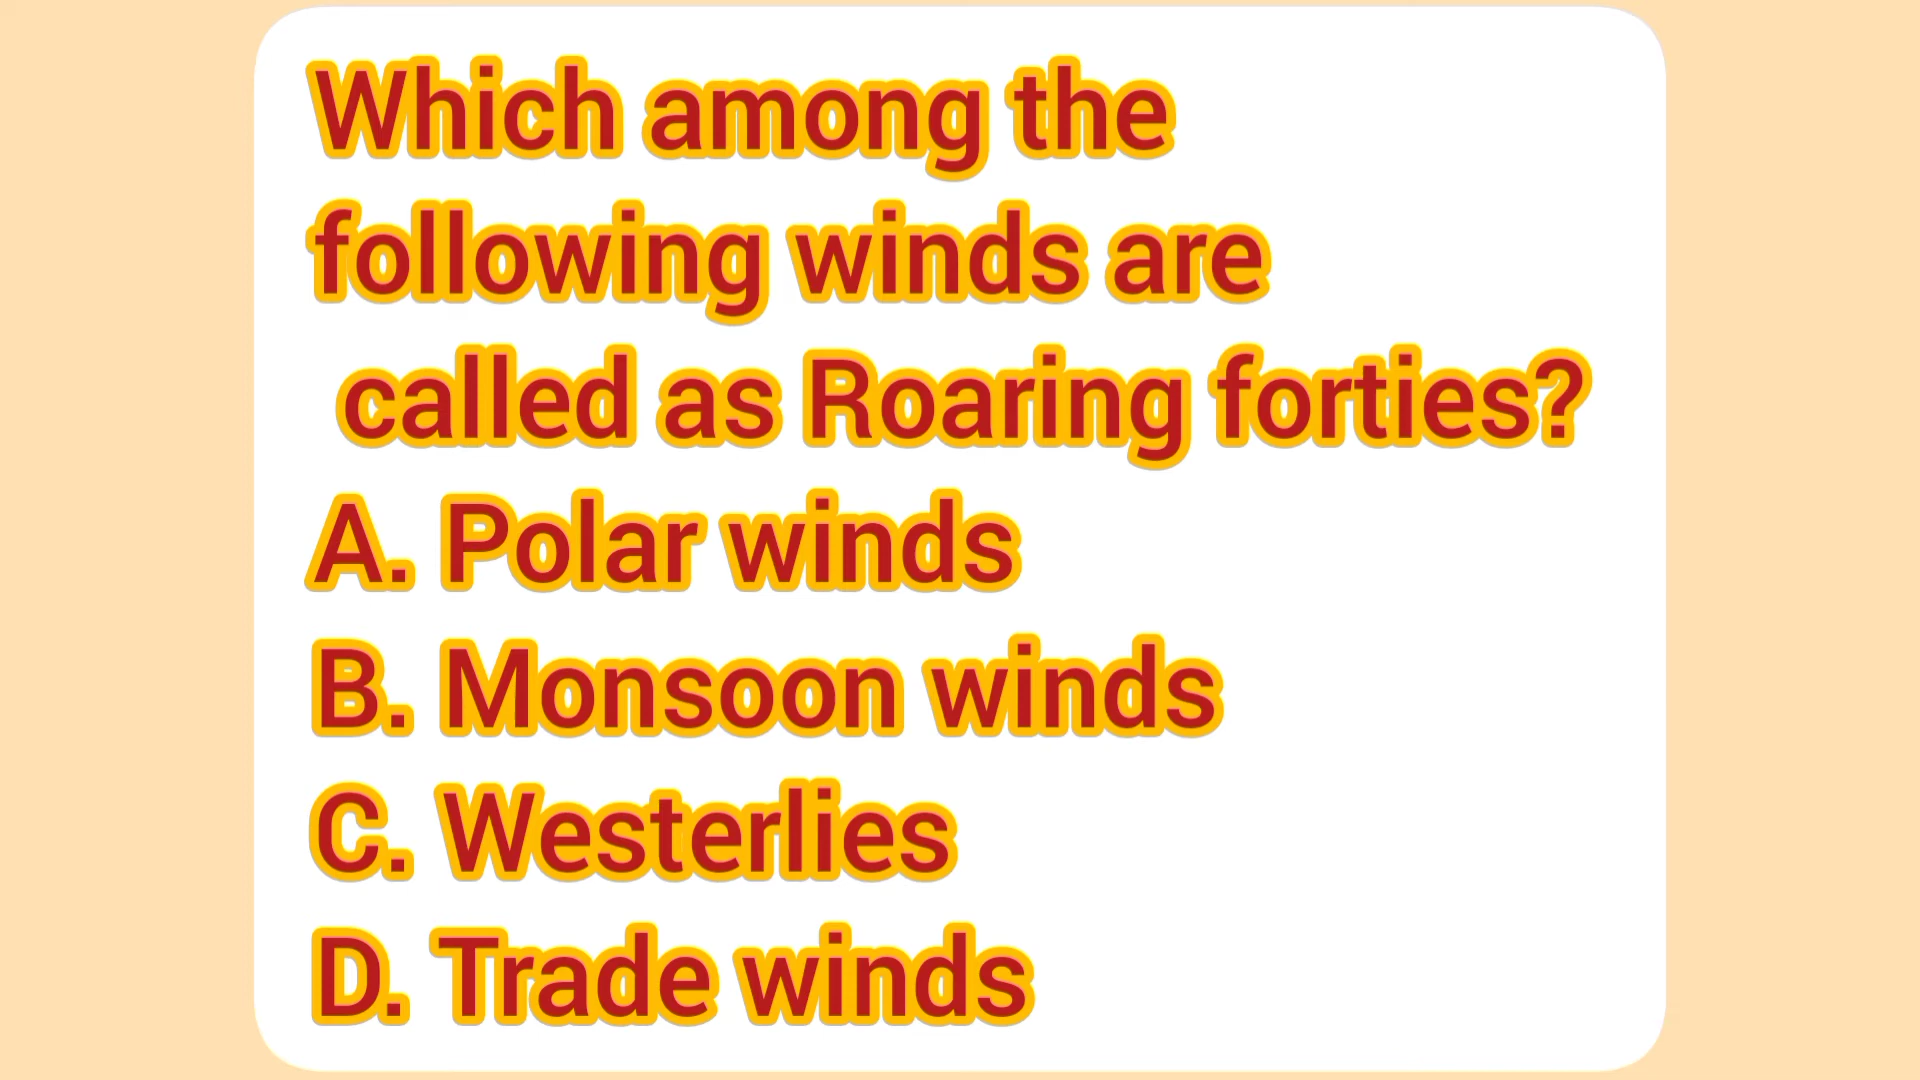 Which among the
following winds are
called as Roaring forties?
A. Polar winds
B. Monsoon winds
C. Westerlies
D. Trade winds